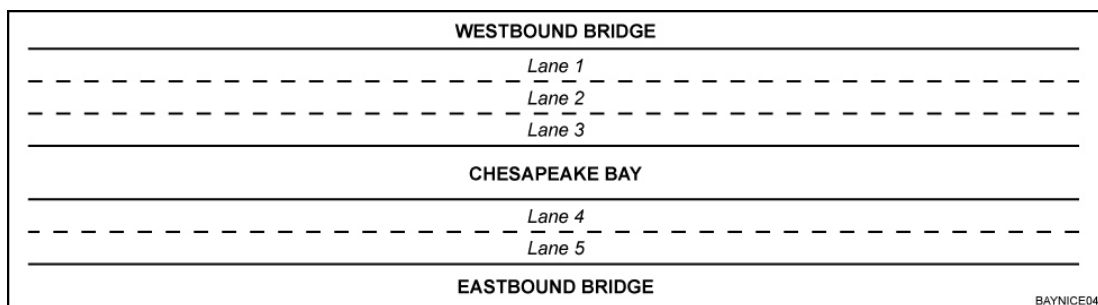 WESTBOUND BRIDGE
Lane 1
Lane 2
Lane 3
CHESAPEAKE BAY
Lane 4
Lane 5
EASTBOUND BRIDGE
BAYNICE04